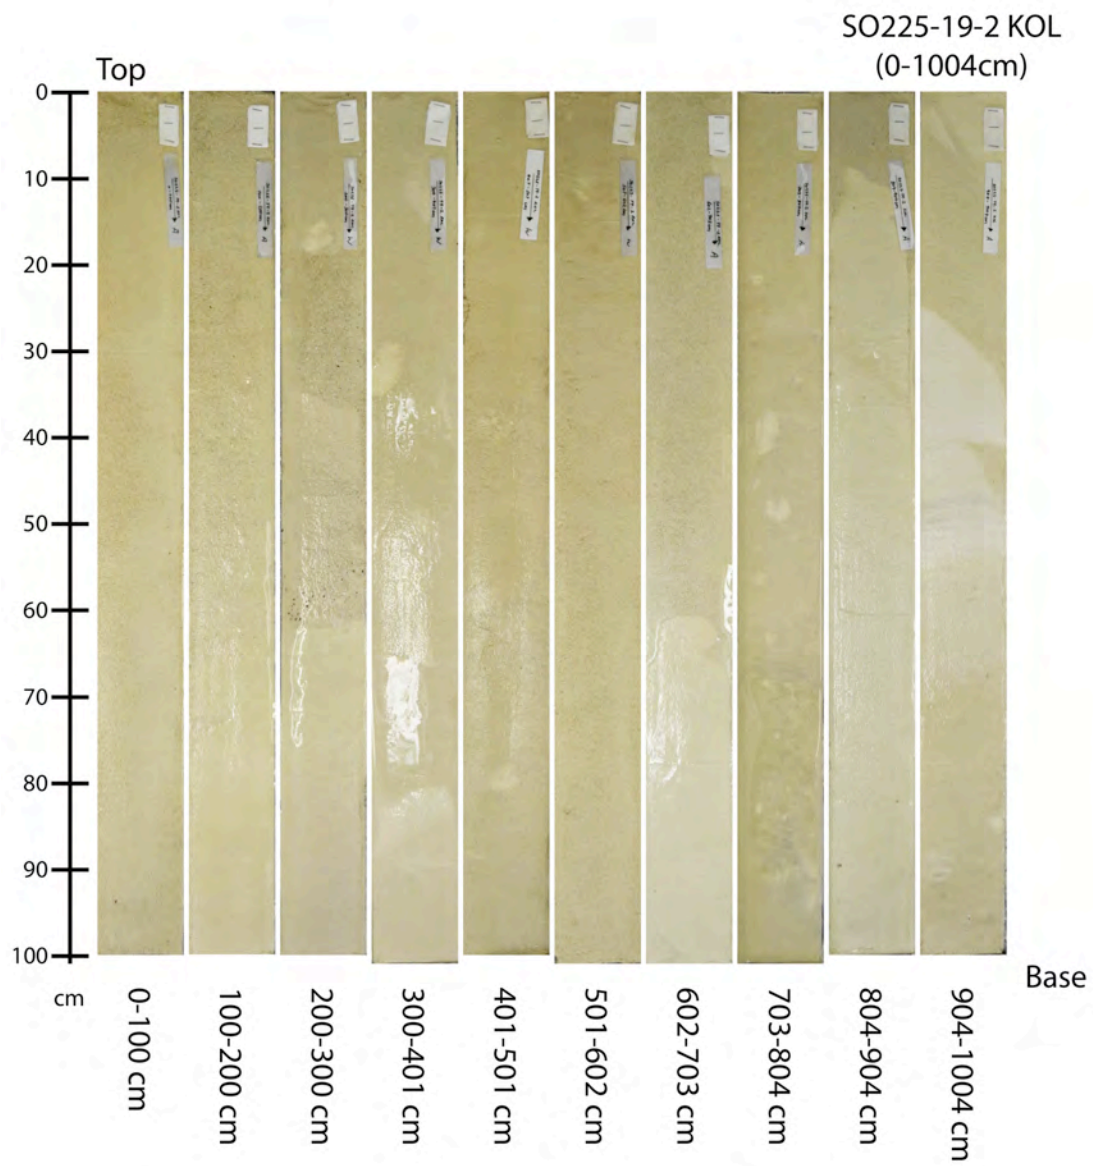 SO225-19-2 KOL
(0-1004cm)
Top
0
10
20
30
40
50
60
70
80
90
100
cm
Base
0-100 cm
100-200 cm
200-300 cm
300-401 cm
401-501 cm
501-602 cm
602-703 cm
703-804 cm
804-904 cm
904-1004 cm